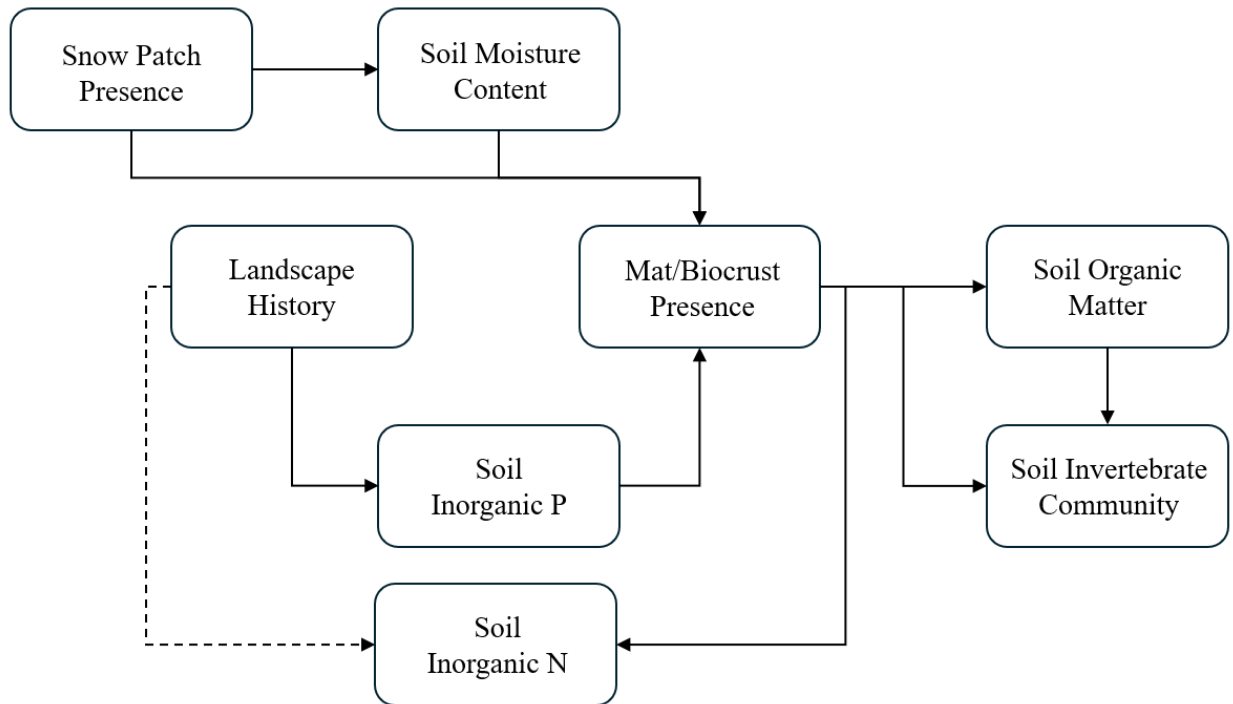 Snow Patch
Presence
Soil Moisture
Content
Landscape
History
Mat/Biocrust
Presence
Soil Organic
Matter
Soil
Inorganic P
Soil Invertebrate
Community
Soil
Inorganic N